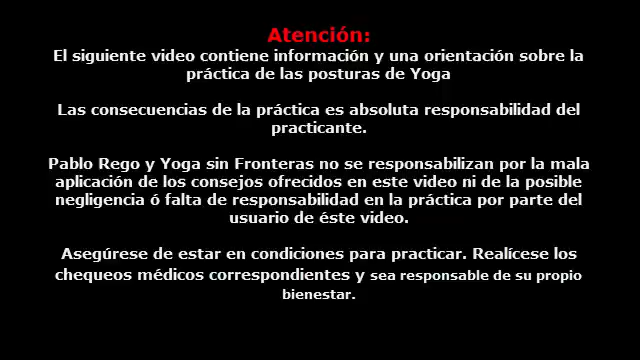 Atención:
El siguiente video contiene información y una orientación sobre la
práctica de las posturas de Yoga
Las consecuencias de la práctica es absoluta responsabilidad del
practicante.
Pablo Rego y Yoga sin Fronteras no se responsabilizan por la mala
aplicación de los consejos ofrecidos en este video ni de la posible
negligencia ó falta de responsabilidad en la práctica por parte del
usuario de éste video.
Asegúrese de estar en condiciones para practicar. Realícese los
chequeos médicos correspondientes y sea responsable de su propio
bienestar.